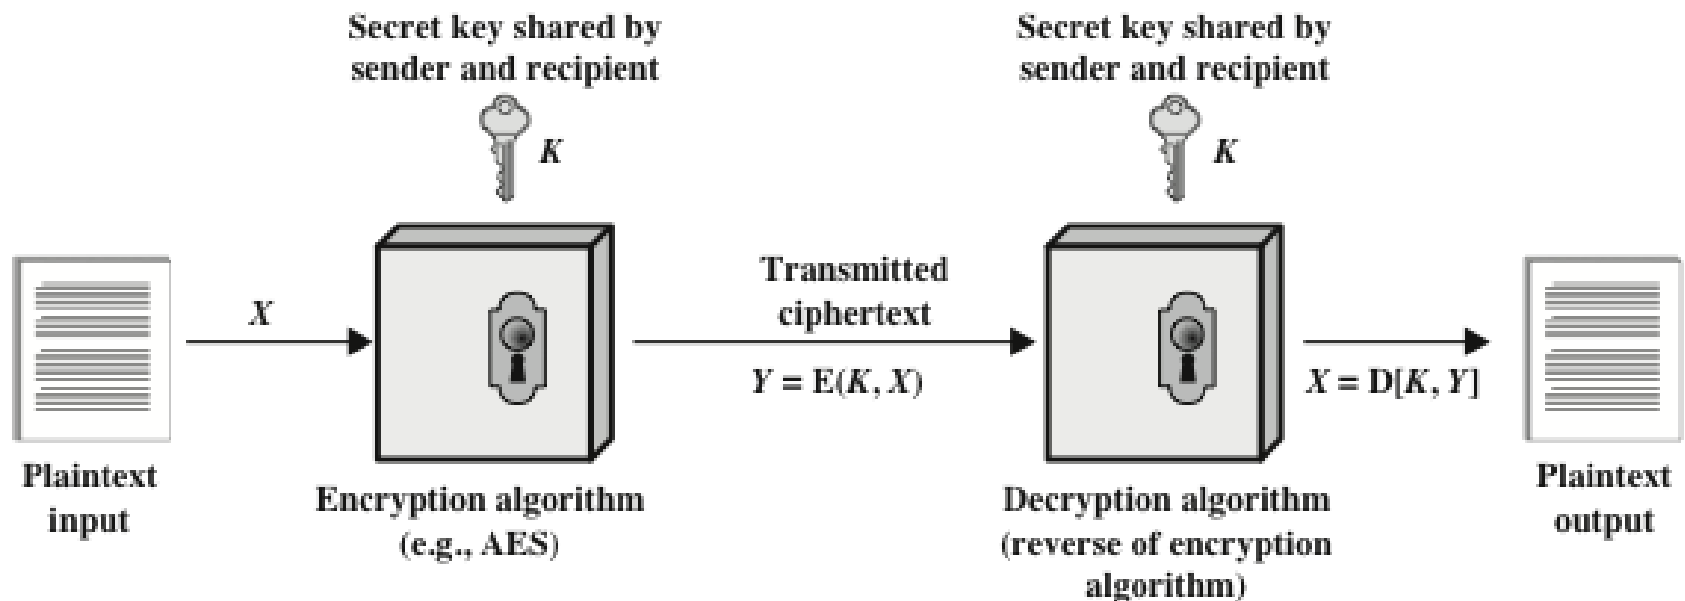 Secret key shared by
sender and recipient
K
Secret key shared by
sender and recipient
K
Plaintext
input
X
Encryption algorithm
(e.g., AES)
Transmitted
ciphertext
Y = E(K, X)
Decryption algorithm
(reverse of encryption
algorithm)
X = D[K, Y]
Plaintext
output